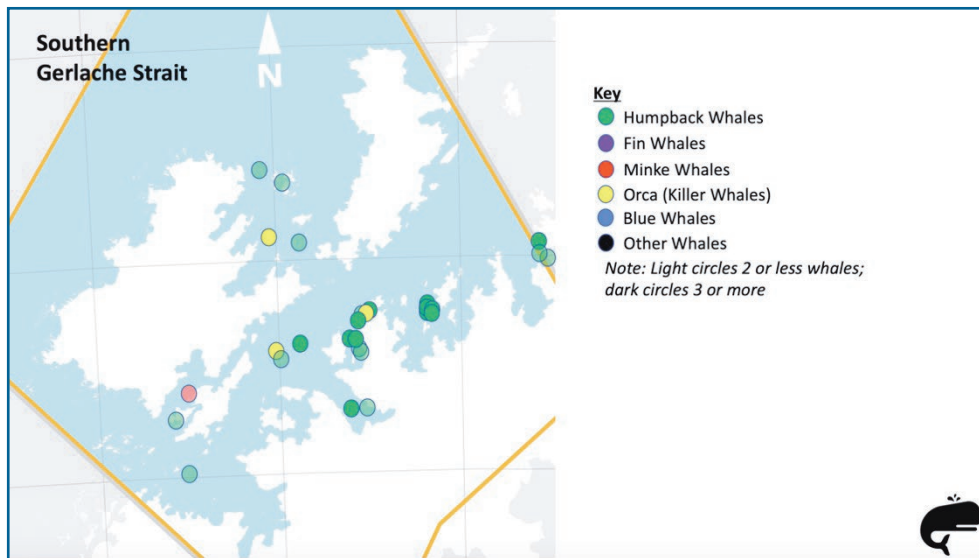 Southern
Gerlache Strait
N
Key
Humpback Whales
Fin Whales
Minke Whales
Orca (Killer Whales)
Blue Whales
Other Whales
Note: Light circles 2 or less whales;
dark circles 3 or more